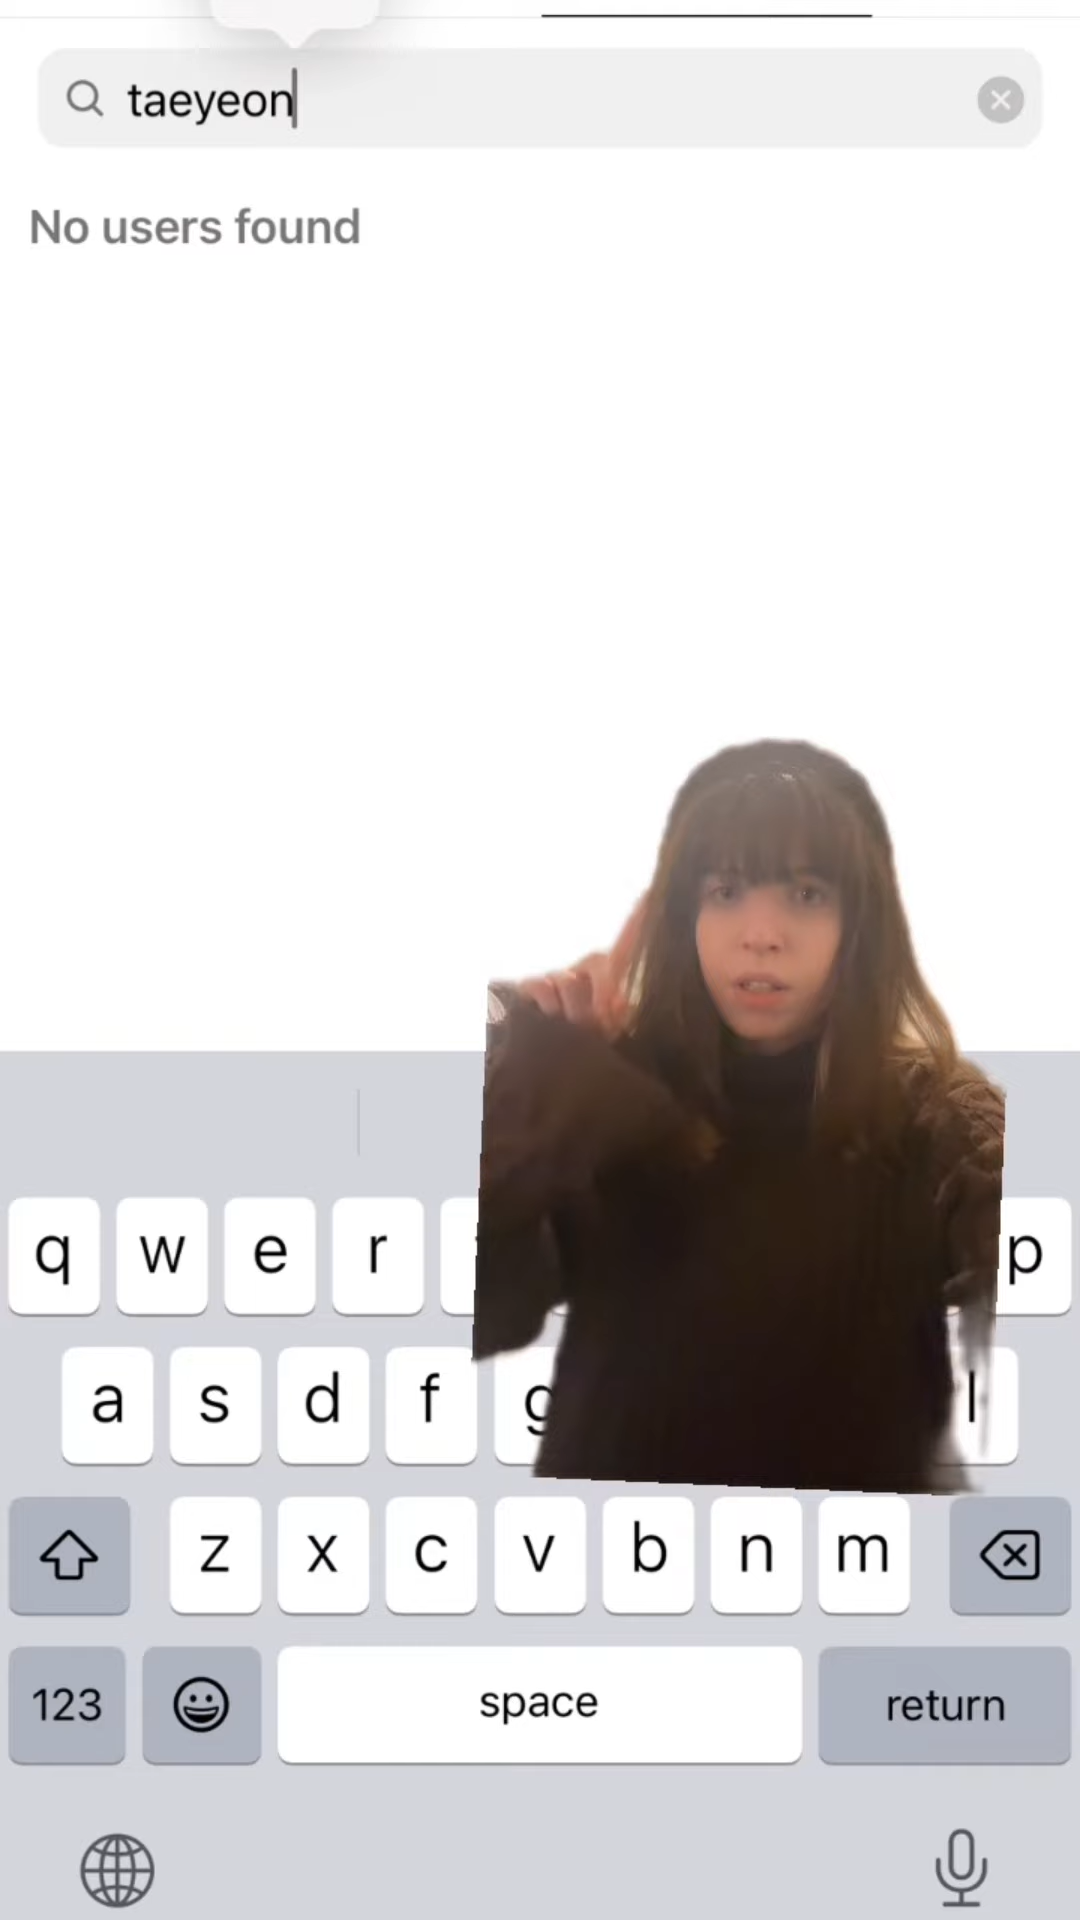 taeyeon
No users found
q w e r p
a s d f g l
z x c v b n m
123 space return